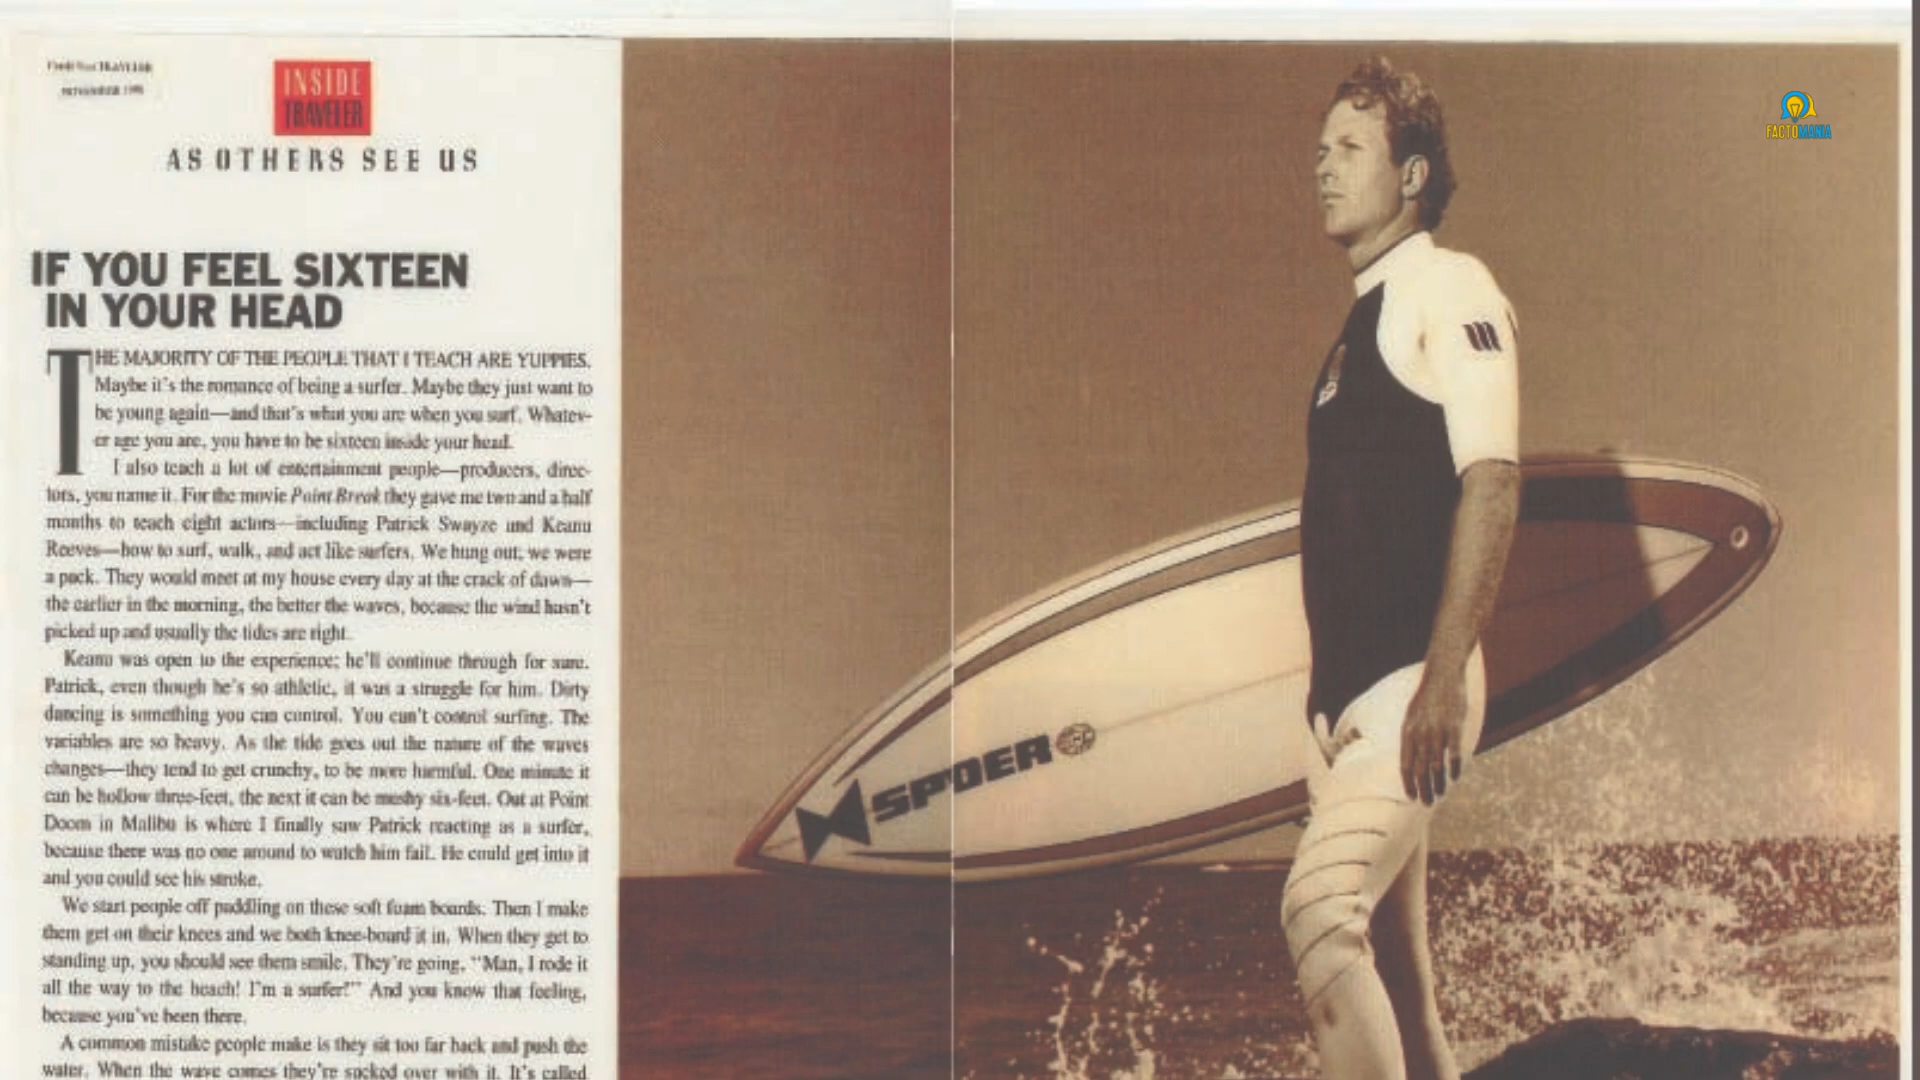 INSIDE
TRAVELER
FACTOMANIA
AS OTHERS SEE US
IF YOU FEEL SIXTEEN
IN YOUR HEAD
THE MAJORITY OF THE PEOPLE THAT I TEACH ARE YUPPIES.
Maybe it's the romance of being a surfer. Maybe they just want to
be young again—and that's what you are when you surf. Whatev-
er age you are, you have to be sixteen inside your head.
I also teach a lot of entertainment people—producers, direc-
tors, you name it. For the movie Point Break they gave me two and a half
months to teach eight actors—including Patrick Swayze and Keanu
Reeves—how to surf, walk, and act like surfers. We hung out; we were
a pack. They would meet at my house every day at the crack of dawn—
the earlier in the morning, the better the waves, because the wind hasn't
picked up and usually the tides are right.
Keanu was open to the experience; he'll continue through for sure.
Patrick, even though he's so athletic, it was a struggle for him. Dirty
dancing is something you can control. You can't control surfing. The
variables are so heavy. As the tide goes out the nature of the waves
changes—they tend to get crunchy, to be more harmful. One minute it
can be hollow three-feet, the next it can be mushy six-feet. Out at Point
Doom in Malibu is where I finally saw Patrick reacting as a surfer,
because there was no one around to watch him fail. He could get into it
and you could see his stroke.
We start people off paddling on these soft foam boards. Then I make
them get on their knees and we both knee-board it in. When they get to
standing up, you should see them smile. They're going, "Man, I rode it
all the way to the beach! I'm a surfer!" And you know that feeling,
because you've been there.
A common mistake people make is they sit too far back and push the
water. When the wave comes they're sucked over with it. It's called
SPYDER